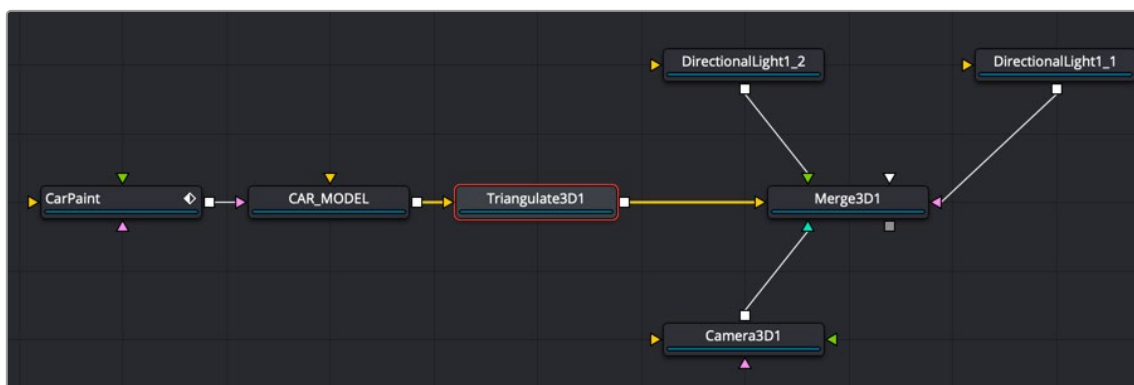 DirectionalLight1_2
DirectionalLight1_1
CarPaint
CAR_MODEL
Triangulate3D1
Merge3D1
Camera3D1